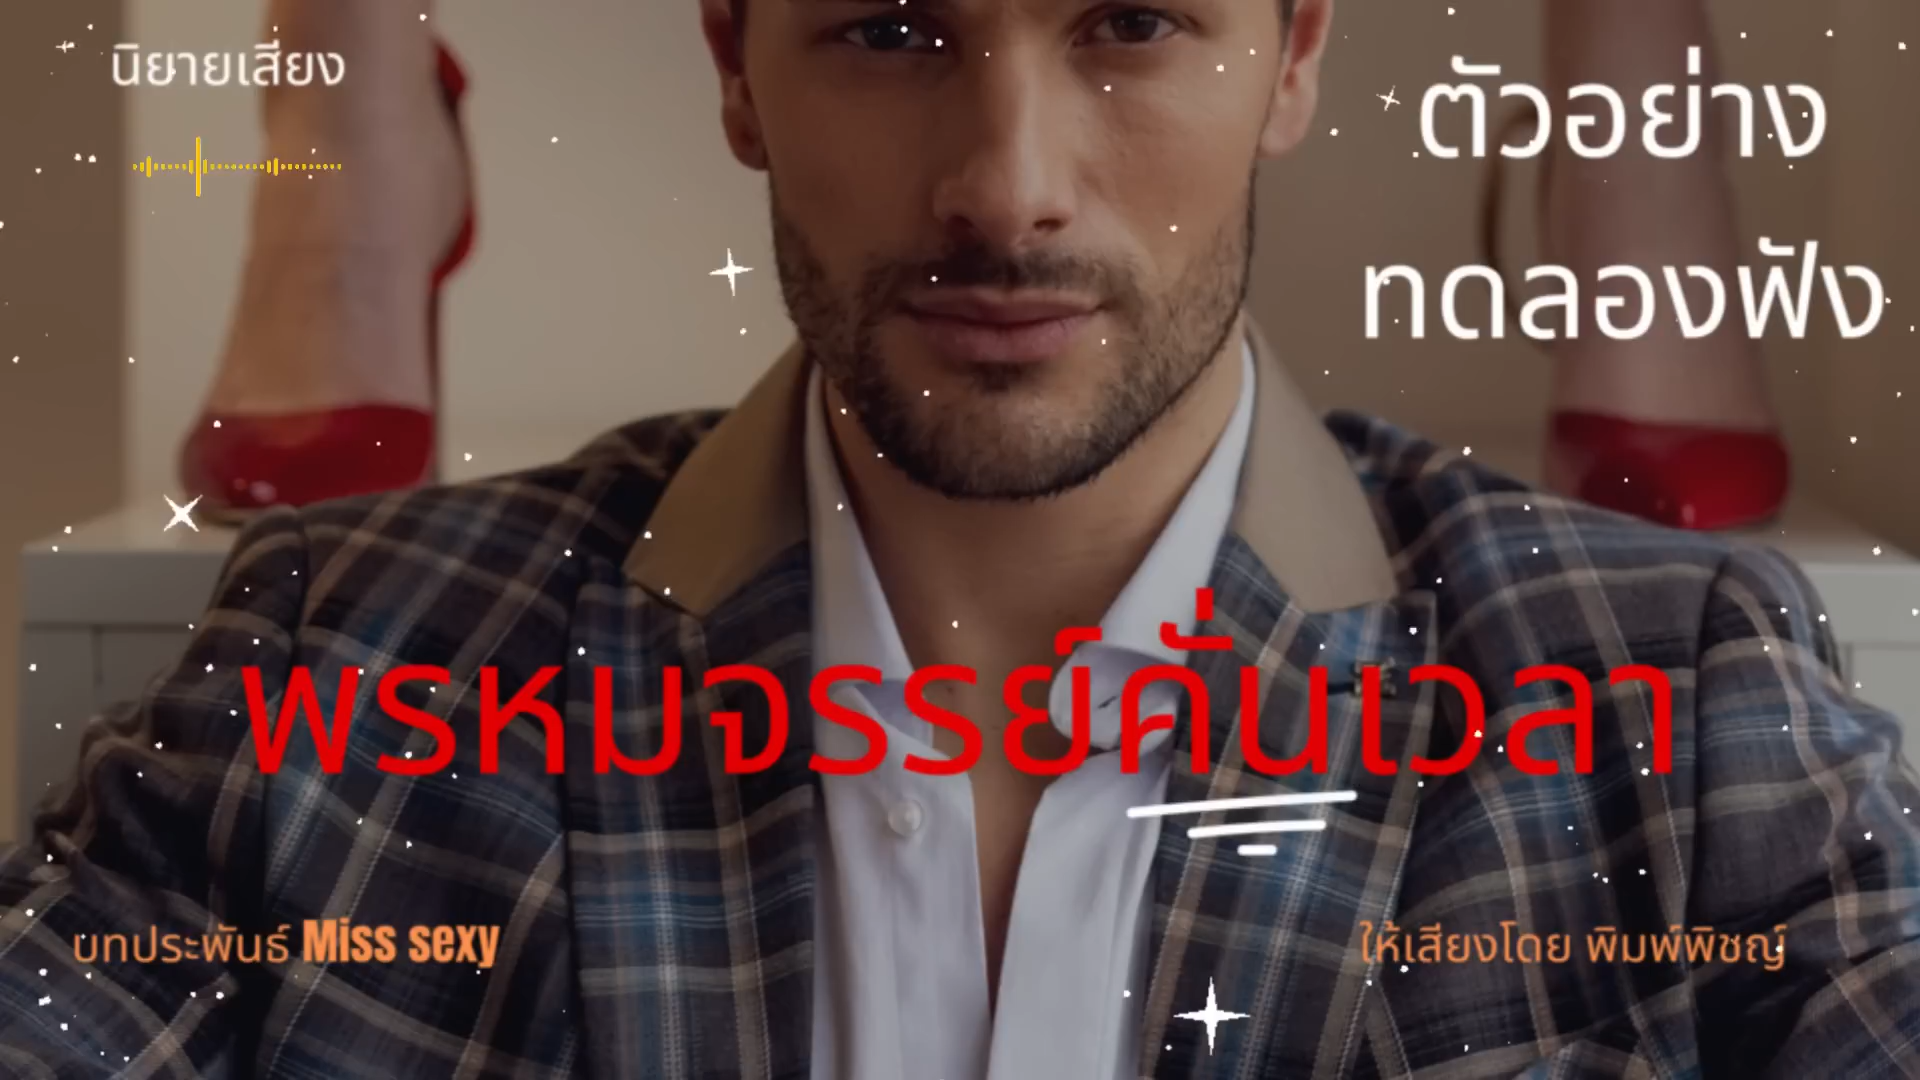 นิยายเสียง
ตัวอย่าง
ทดลองฟัง
พรหมจรรย์คั่นเวลา
บทประพันธ์ Miss sexy
ให้เสียงโดย พิมพ์พิชญ์